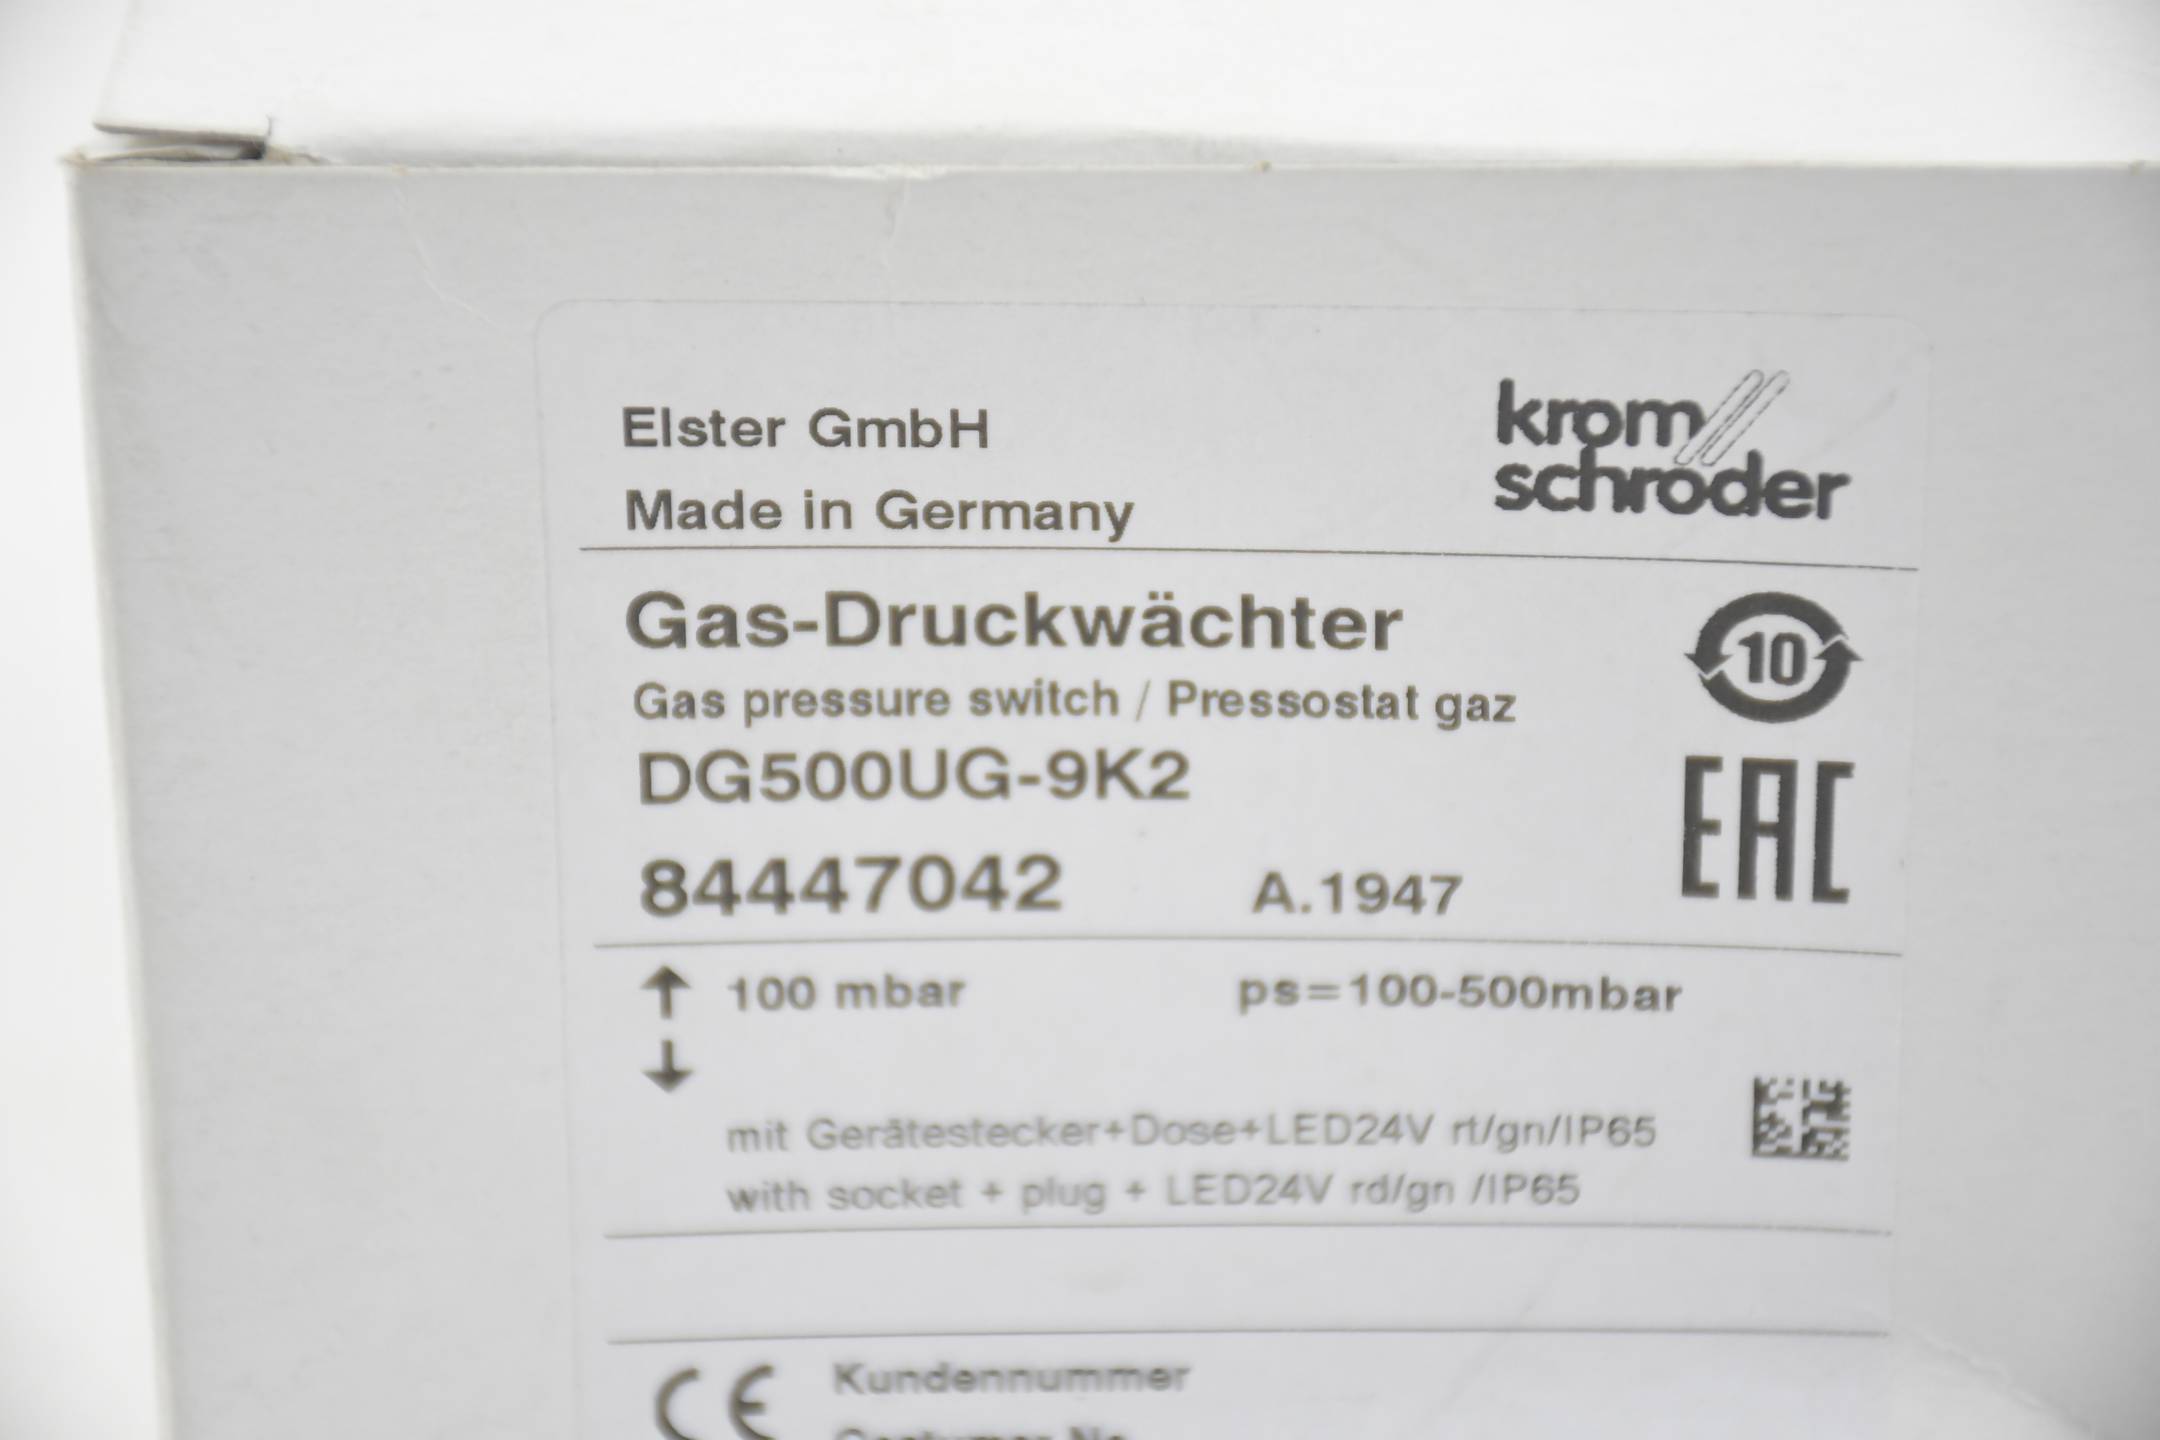 Elster GmbH
Made in Germany
krom
schröder
Gas-Druckwächter
Gas pressure switch / Pressostat gaz
DG500UG-9K2
84447042 A.1947
10
EAC
↑ 100 mbar ps=100-500mbar
↓
mit Gerätestecker+Dose+LED24V rt/gn/IP65
with socket + plug + LED24V rd/gn /IP65
CE Kundennummer